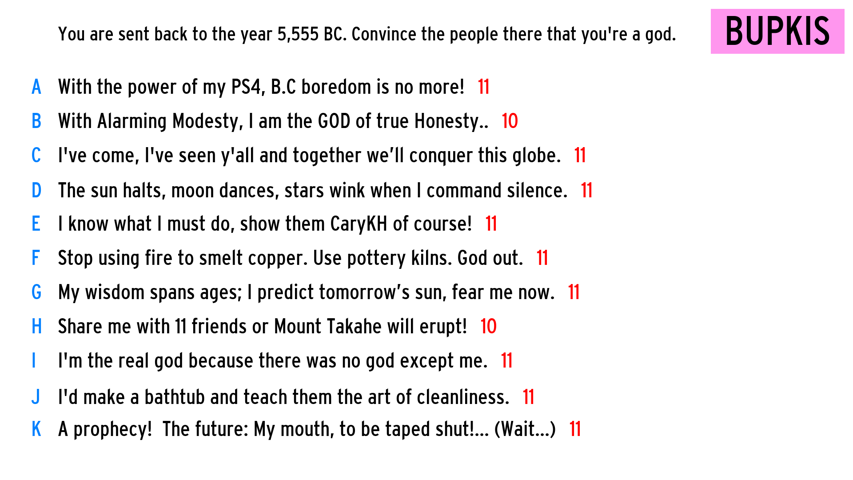 You are sent back to the year 5,555 BC. Convince the people there that you're a god.
BUPKIS
A With the power of my PS4, B.C boredom is no more! 11
B With Alarming Modesty, I am the GOD of true Honesty.. 10
C I've come, I've seen y'all and together we’ll conquer this globe. 11
D The sun halts, moon dances, stars wink when I command silence. 11
E I know what I must do, show them CaryKH of course! 11
F Stop using fire to smelt copper. Use pottery kilns. God out. 11
G My wisdom spans ages; I predict tomorrow’s sun, fear me now. 11
H Share me with 11 friends or Mount Takahe will erupt! 10
I I'm the real god because there was no god except me. 11
J I'd make a bathtub and teach them the art of cleanliness. 11
K A prophecy!  The future: My mouth, to be taped shut!... (Wait...) 11